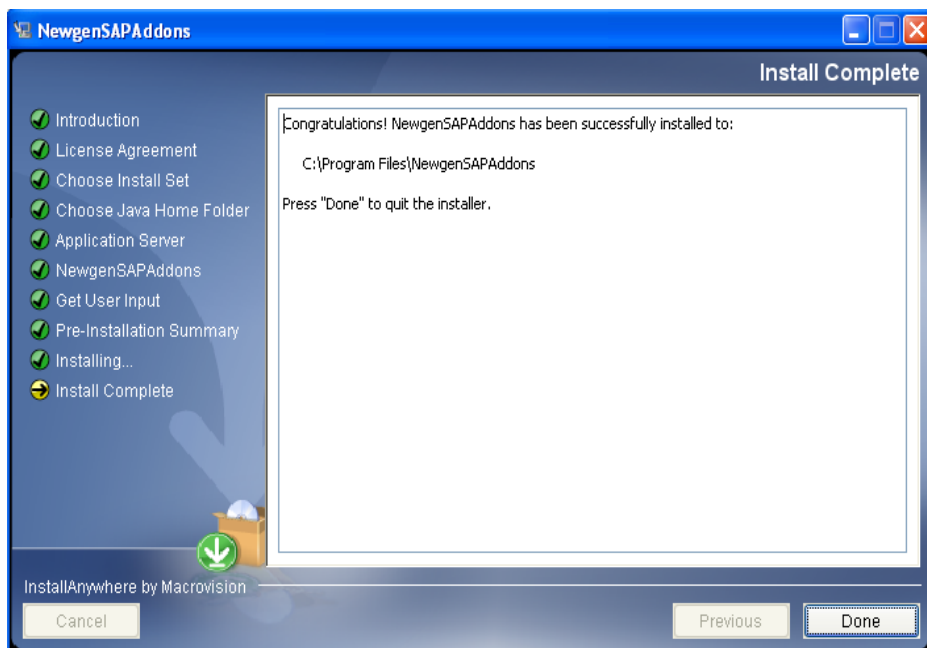 NewgenSAPAddons
Install Complete
Introduction
License Agreement
Choose Install Set
Choose Java Home Folder
Application Server
NewgenSAPAddons
Get User Input
Pre-Installation Summary
Installing...
Install Complete
Congratulations! NewgenSAPAddons has been successfully installed to:
C:\Program Files\NewgenSAPAddons
Press "Done" to quit the installer.
InstallAnywhere by Macrovision
Cancel
Previous
Done